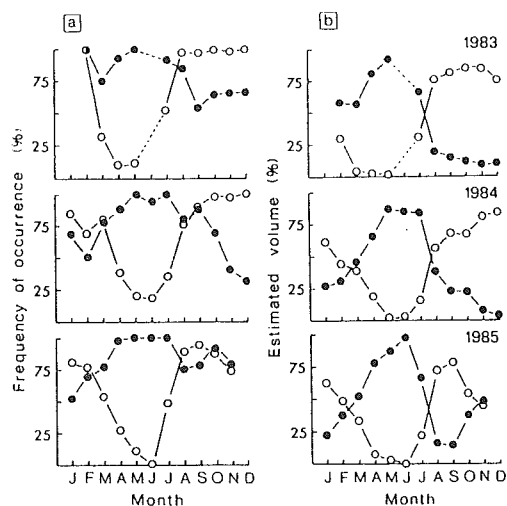 a
b
1983
75
25
75
25
1984
75
25
75
25
1985
75
25
75
25
Frequency of occurrence (%)
Estimated volume (%)
J F M A M J J A S O N D
J F M A M J J A S O N D
Month
Month